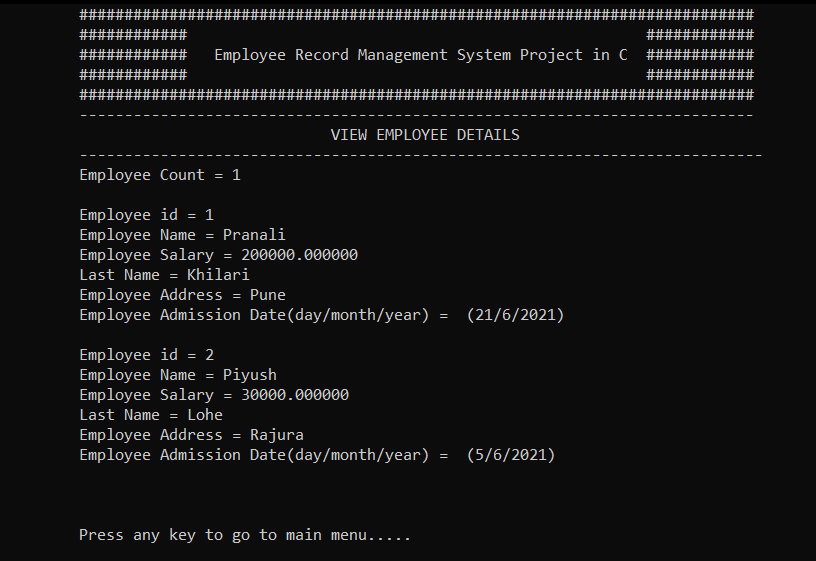 ###########################################################################
############                                                   ############
############   Employee Record Management System Project in C  ############
############                                                   ############
###########################################################################
---------------------------------------------------------------------------
VIEW EMPLOYEE DETAILS
----------------------------------------------------------------------------
Employee Count = 1
Employee id = 1
Employee Name = Pranali
Employee Salary = 200000.000000
Last Name = Khilari
Employee Address = Pune
Employee Admission Date(day/month/year) =  (21/6/2021)
Employee id = 2
Employee Name = Piyush
Employee Salary = 30000.000000
Last Name = Lohe
Employee Address = Rajura
Employee Admission Date(day/month/year) =  (5/6/2021)
Press any key to go to main menu.....